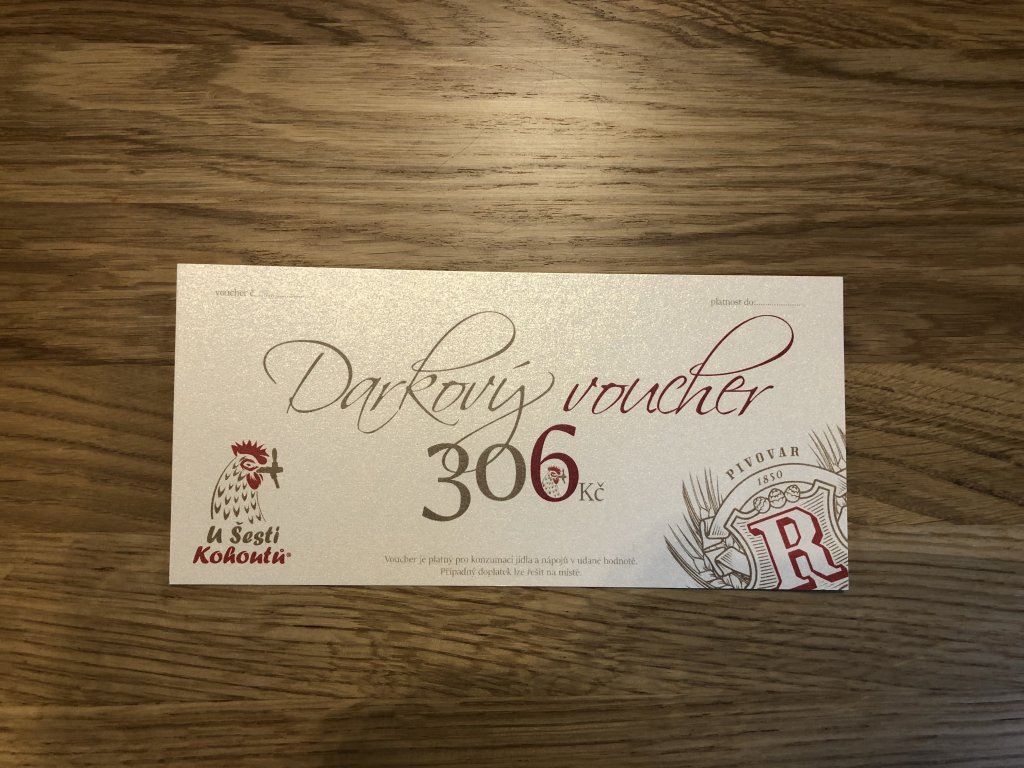 voucher č.....................
platnost do:.....................
Darkový voucher
306 Kč
U Šesti
Kohoutů®
PIVOVAR
1850
R
Voucher je platný pro konzumaci jídla a nápojů v udané hodnotě.
Případný doplatek lze řešit na místě.